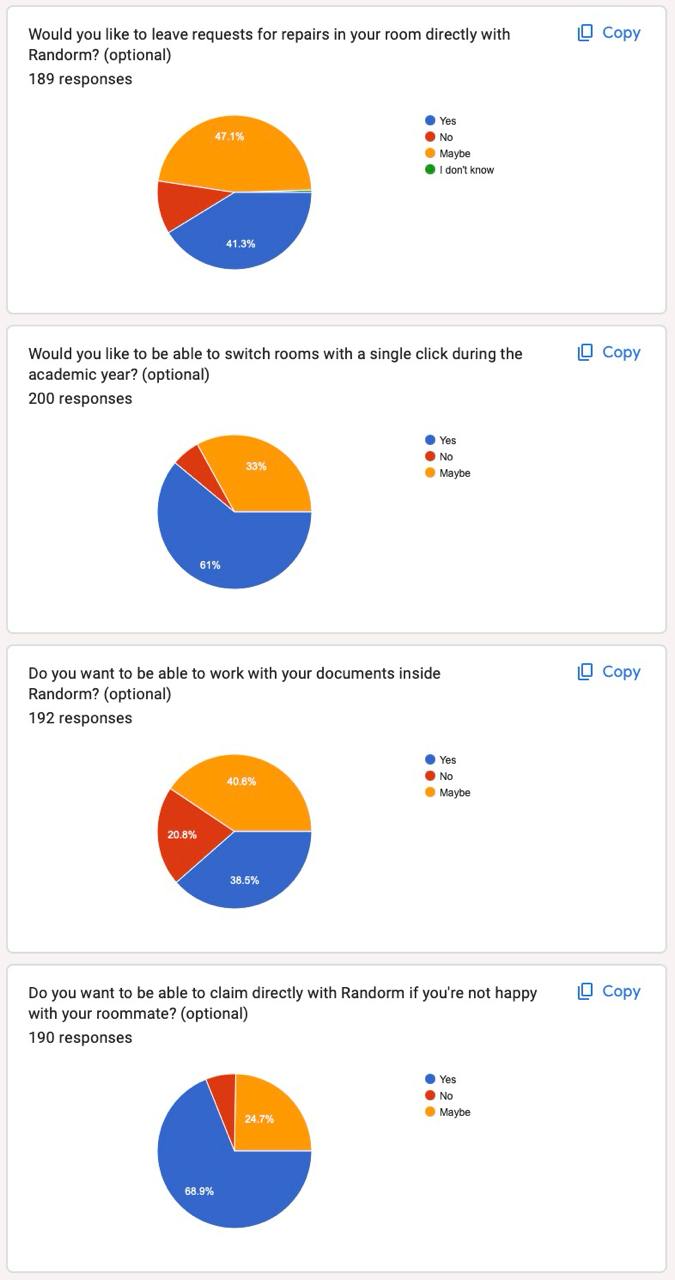 Would you like to leave requests for repairs in your room directly with
Randorm? (optional)
Copy
189 responses
47.1%
41.3%
Yes
No
Maybe
I don't know
Would you like to be able to switch rooms with a single click during the
academic year? (optional)
Copy
200 responses
33%
61%
Yes
No
Maybe
Do you want to be able to work with your documents inside
Randorm? (optional)
Copy
192 responses
40.6%
20.8%
38.5%
Yes
No
Maybe
Do you want to be able to claim directly with Randorm if you're not happy
with your roommate? (optional)
Copy
190 responses
24.7%
68.9%
Yes
No
Maybe